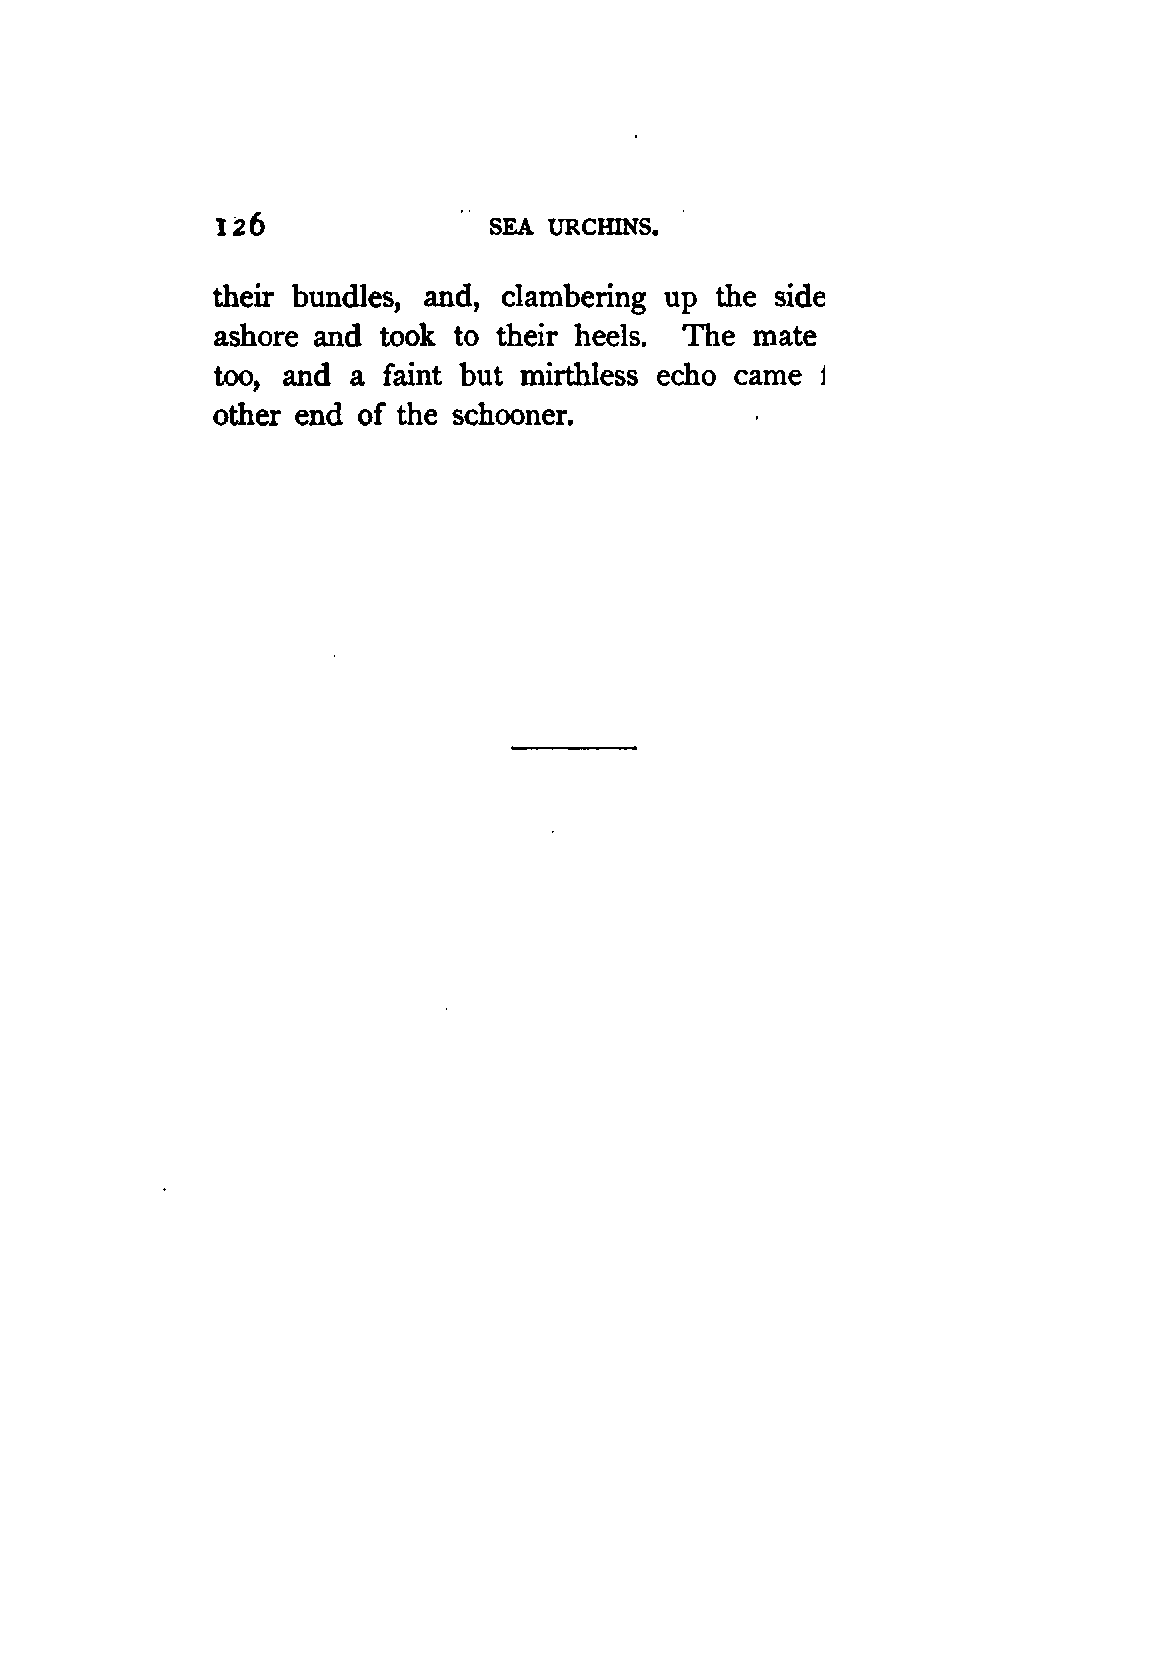 126 SEA URCHINS.
their bundles, and, clambering up the side
ashore and took to their heels. The mate
too, and a faint but mirthless echo came
other end of the schooner.